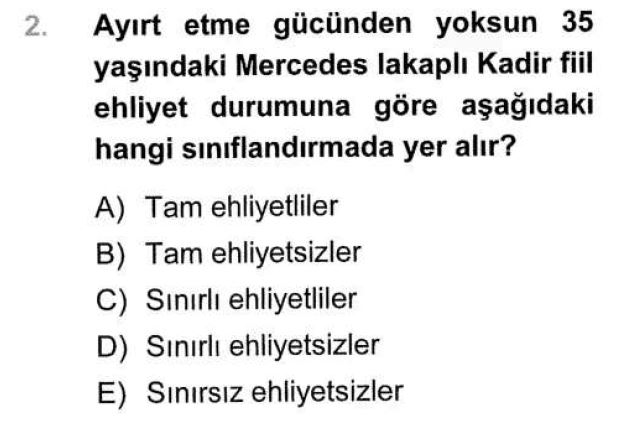 2. Ayırt etme gücünden yoksun 35
yaşındaki Mercedes lakaplı Kadir fiil
ehliyet durumuna göre aşağıdaki
hangi sınıflandırmada yer alır?
A) Tam ehliyetliler
B) Tam ehliyetsizler
C) Sınırlı ehliyetliler
D) Sınırlı ehliyetsizler
E) Sınırsız ehliyetsizler